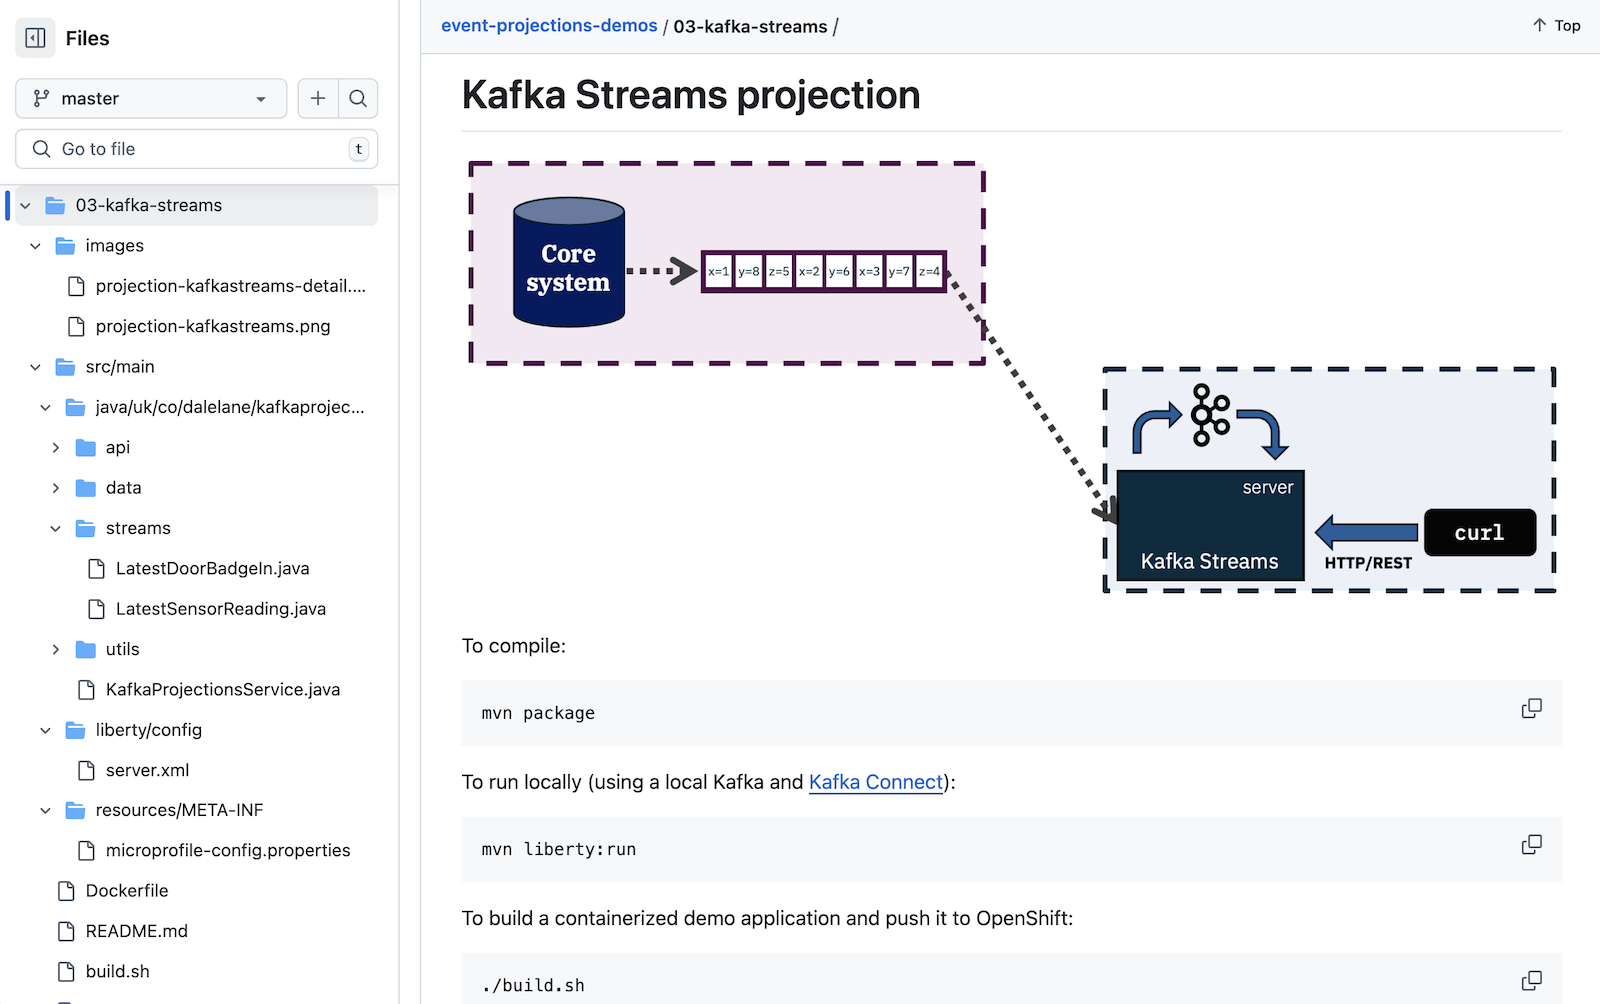 Files
master
Go to file
t
03-kafka-streams
images
projection-kafkastreams-detail....
projection-kafkastreams.png
src/main
java/uk/co/dalelane/kafkaprojec...
api
data
streams
LatestDoorBadgeIn.java
LatestSensorReading.java
utils
KafkaProjectionsService.java
liberty/config
server.xml
resources/META-INF
microprofile-config.properties
Dockerfile
README.md
build.sh
event-projections-demos / 03-kafka-streams /
Top
Kafka Streams projection
Core
system
x=1 y=8 z=5 x=2 y=6 x=3 y=7 z=4
server
Kafka Streams
HTTP/REST
curl
To compile:
mvn package
To run locally (using a local Kafka and Kafka Connect):
mvn liberty:run
To build a containerized demo application and push it to OpenShift:
./build.sh